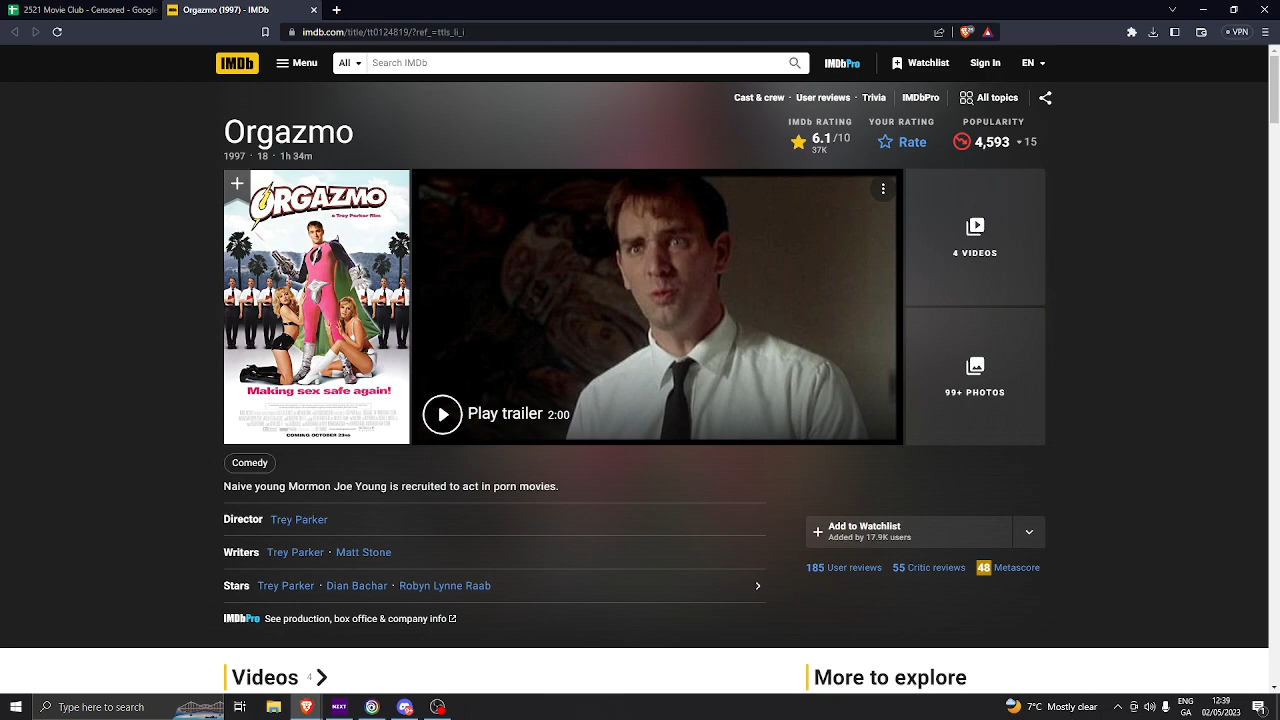 2521 Movie Club - Censored - Google
Orgazmo (1997) - IMDb
imdb.com/title/tt0124819/?ref_=ttls_li_i
VPN
IMDb
Menu
All
Search IMDb
IMDbPro
Watchlist
Sign In
EN
Cast & crew · User reviews · Trivia
IMDbPro
All topics
Orgazmo
1997 · 18 · 1h 34m
IMDb RATING
YOUR RATING
POPULARITY
6.1/10
37K
Rate
4,593
15
ORGAZMO
a Trey Parker film
Making sex safe again!
COMING OCTOBER 23RD
Play trailer 2:00
4 VIDEOS
99+ PHOTOS
Comedy
Naive young Mormon Joe Young is recruited to act in porn movies.
Director Trey Parker
Writers Trey Parker · Matt Stone
Stars Trey Parker · Dian Bachar · Robyn Lynne Raab
IMDbPro See production, box office & company info
Add to Watchlist
Added by 17.9K users
185 User reviews
55 Critic reviews
48 Metascore
Videos 4
More to explore
Type here to search
NEXT
7°C Mostly clear
ENG
GA
12:39
02/05/2023